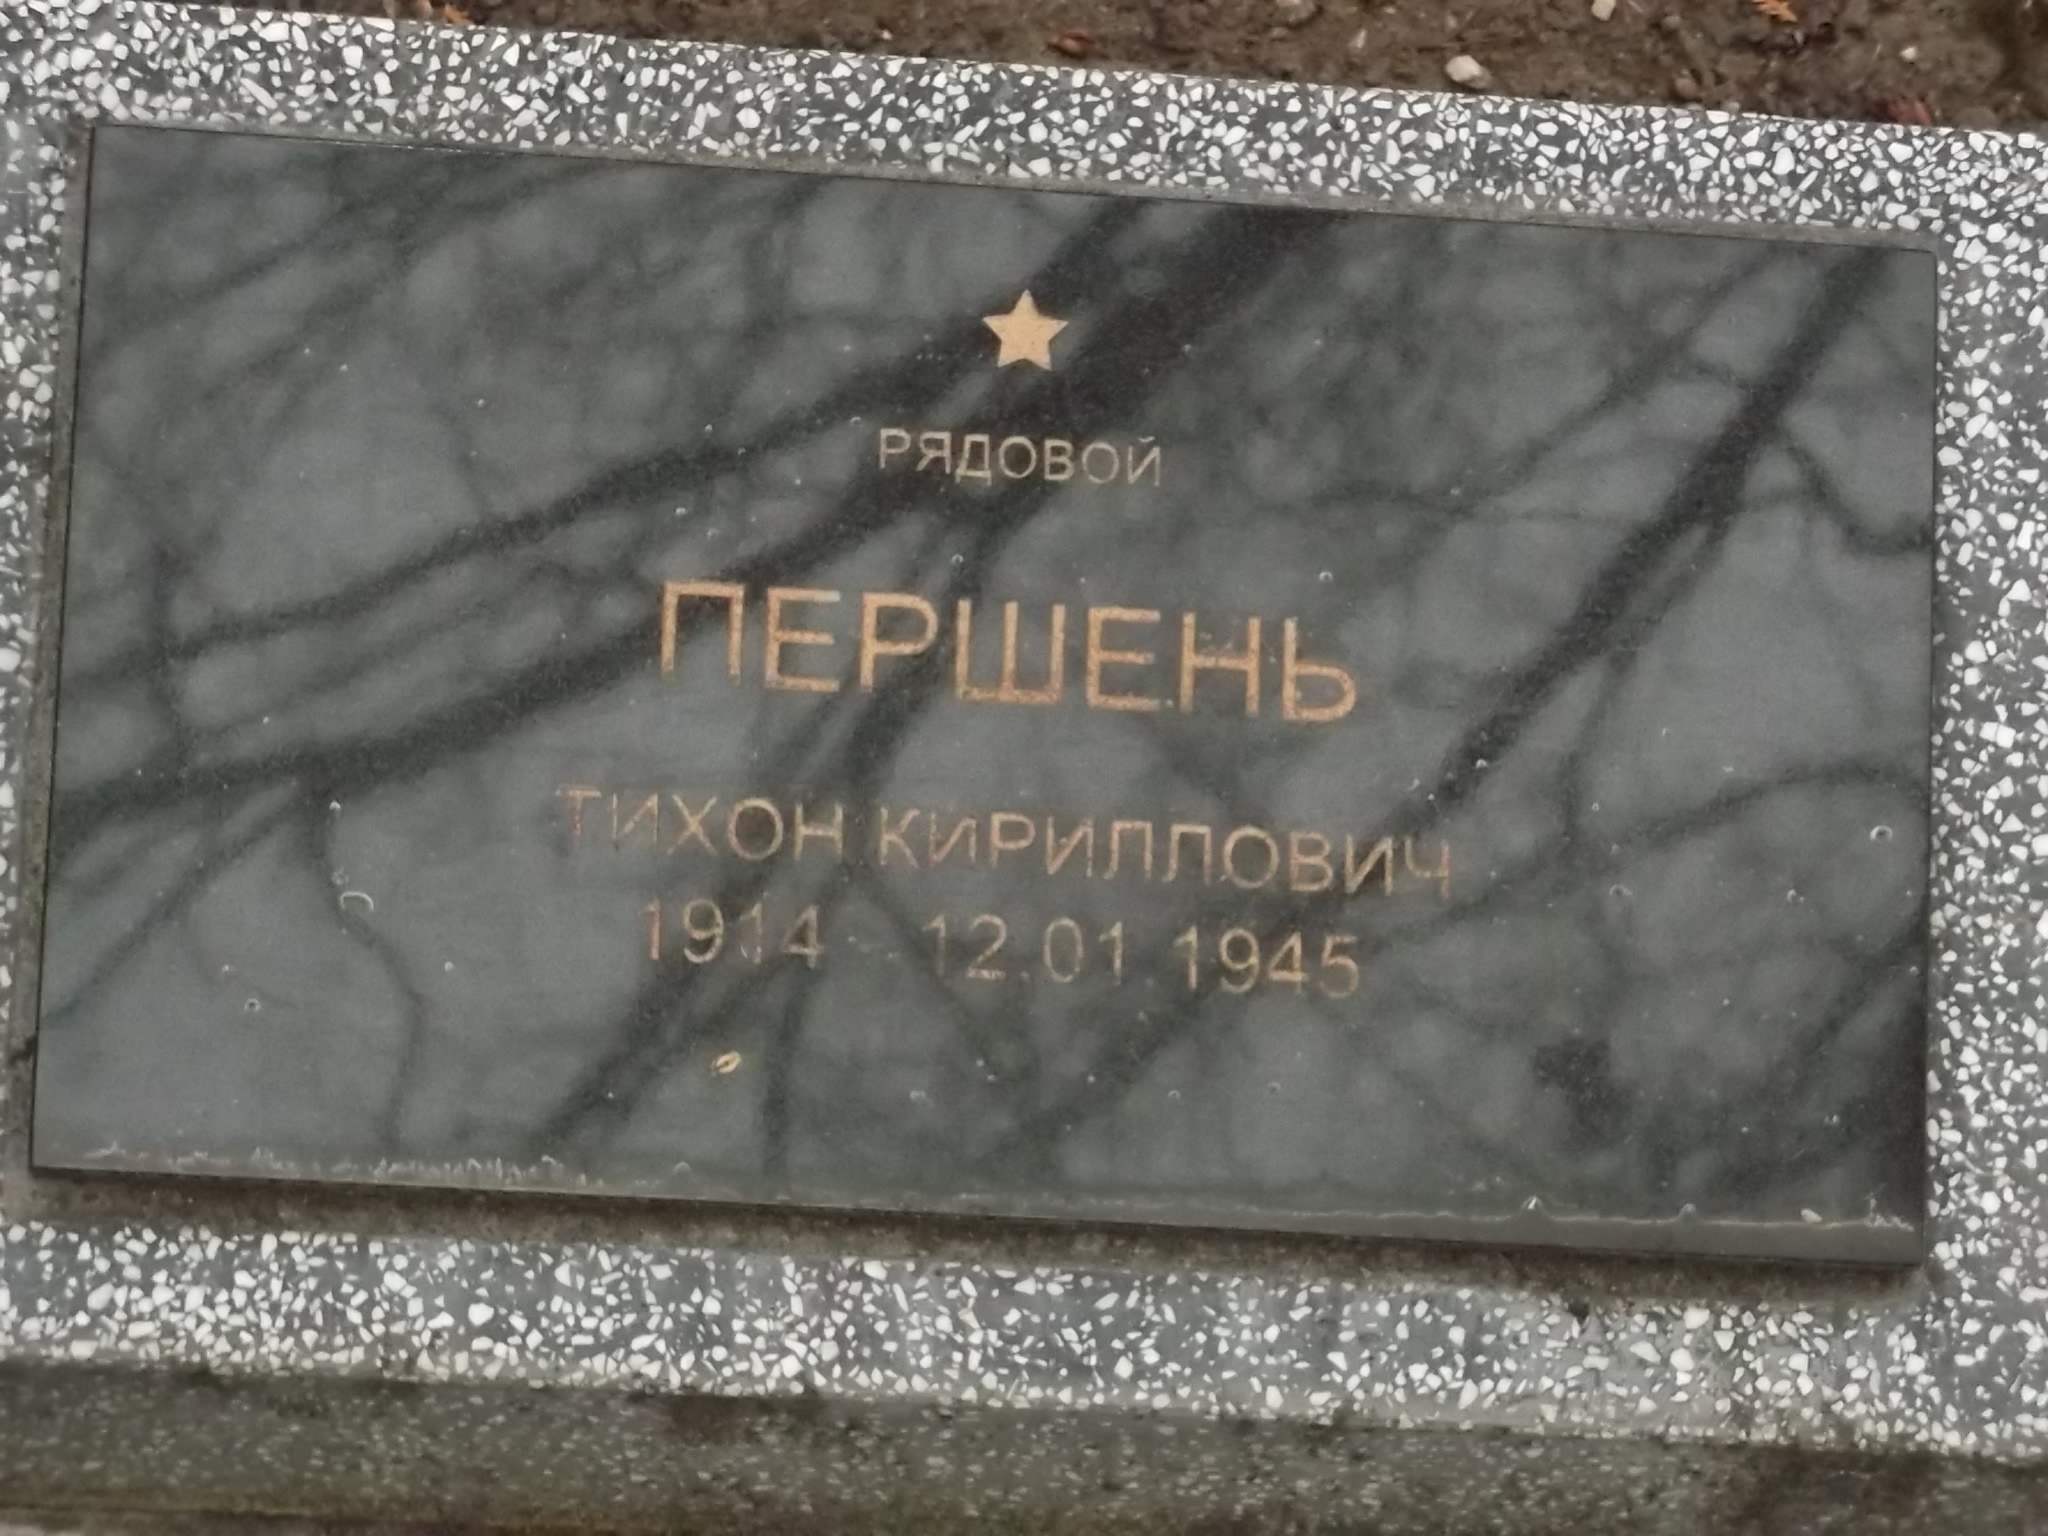 РЯДОВОЙ
ПЕРШЕНЬ
ТИХОН КИРИЛЛОВИЧ
1914 - 12.01.1945